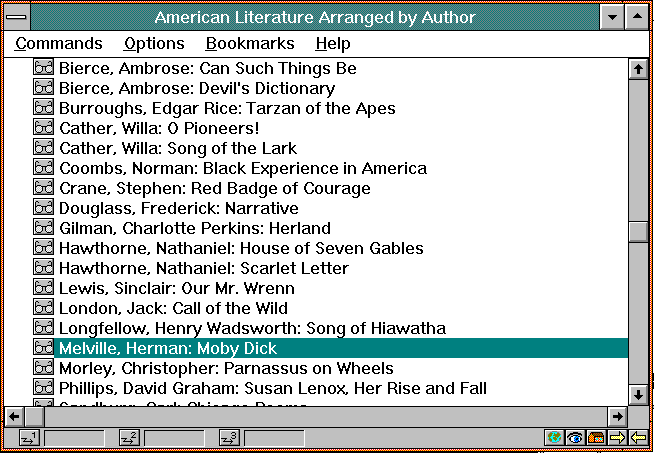 American Literature Arranged by Author
Commands Options Bookmarks Help
Bierce, Ambrose: Can Such Things Be
Bierce, Ambrose: Devil's Dictionary
Burroughs, Edgar Rice: Tarzan of the Apes
Cather, Willa: O Pioneers!
Cather, Willa: Song of the Lark
Coombs, Norman: Black Experience in America
Crane, Stephen: Red Badge of Courage
Douglass, Frederick: Narrative
Gilman, Charlotte Perkins: Herland
Hawthorne, Nathaniel: House of Seven Gables
Hawthorne, Nathaniel: Scarlet Letter
Lewis, Sinclair: Our Mr. Wrenn
London, Jack: Call of the Wild
Longfellow, Henry Wadsworth: Song of Hiawatha
Melville, Herman: Moby Dick
Morley, Christopher: Parnassus on Wheels
Phillips, David Graham: Susan Lenox, Her Rise and Fall
z1 z2 z3